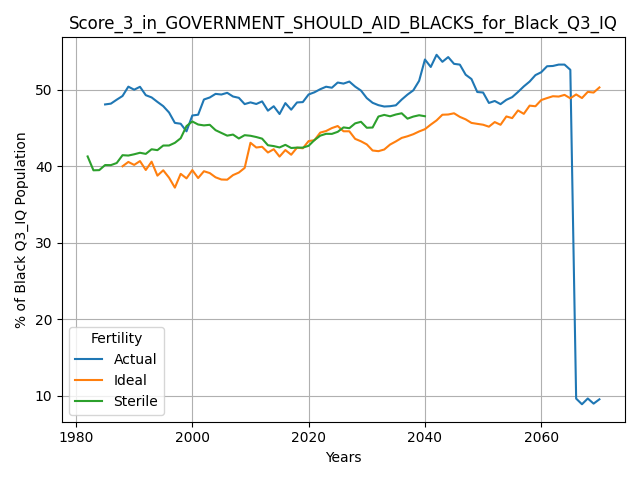 Score_3_in_GOVERNMENT_SHOULD_AID_BLACKS_for_Black_Q3_IQ
% of Black Q3_IQ Population
50
40
30
20
10
Fertility
Actual
Ideal
Sterile
1980
2000
2020
2040
2060
Years